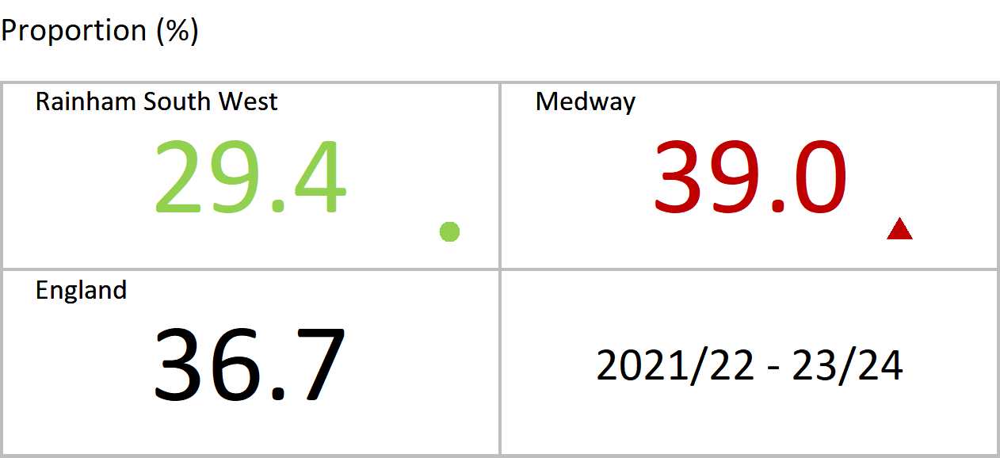 Proportion (%)
Rainham South West
29.4
Medway
39.0
England
36.7
2021/22 - 23/24